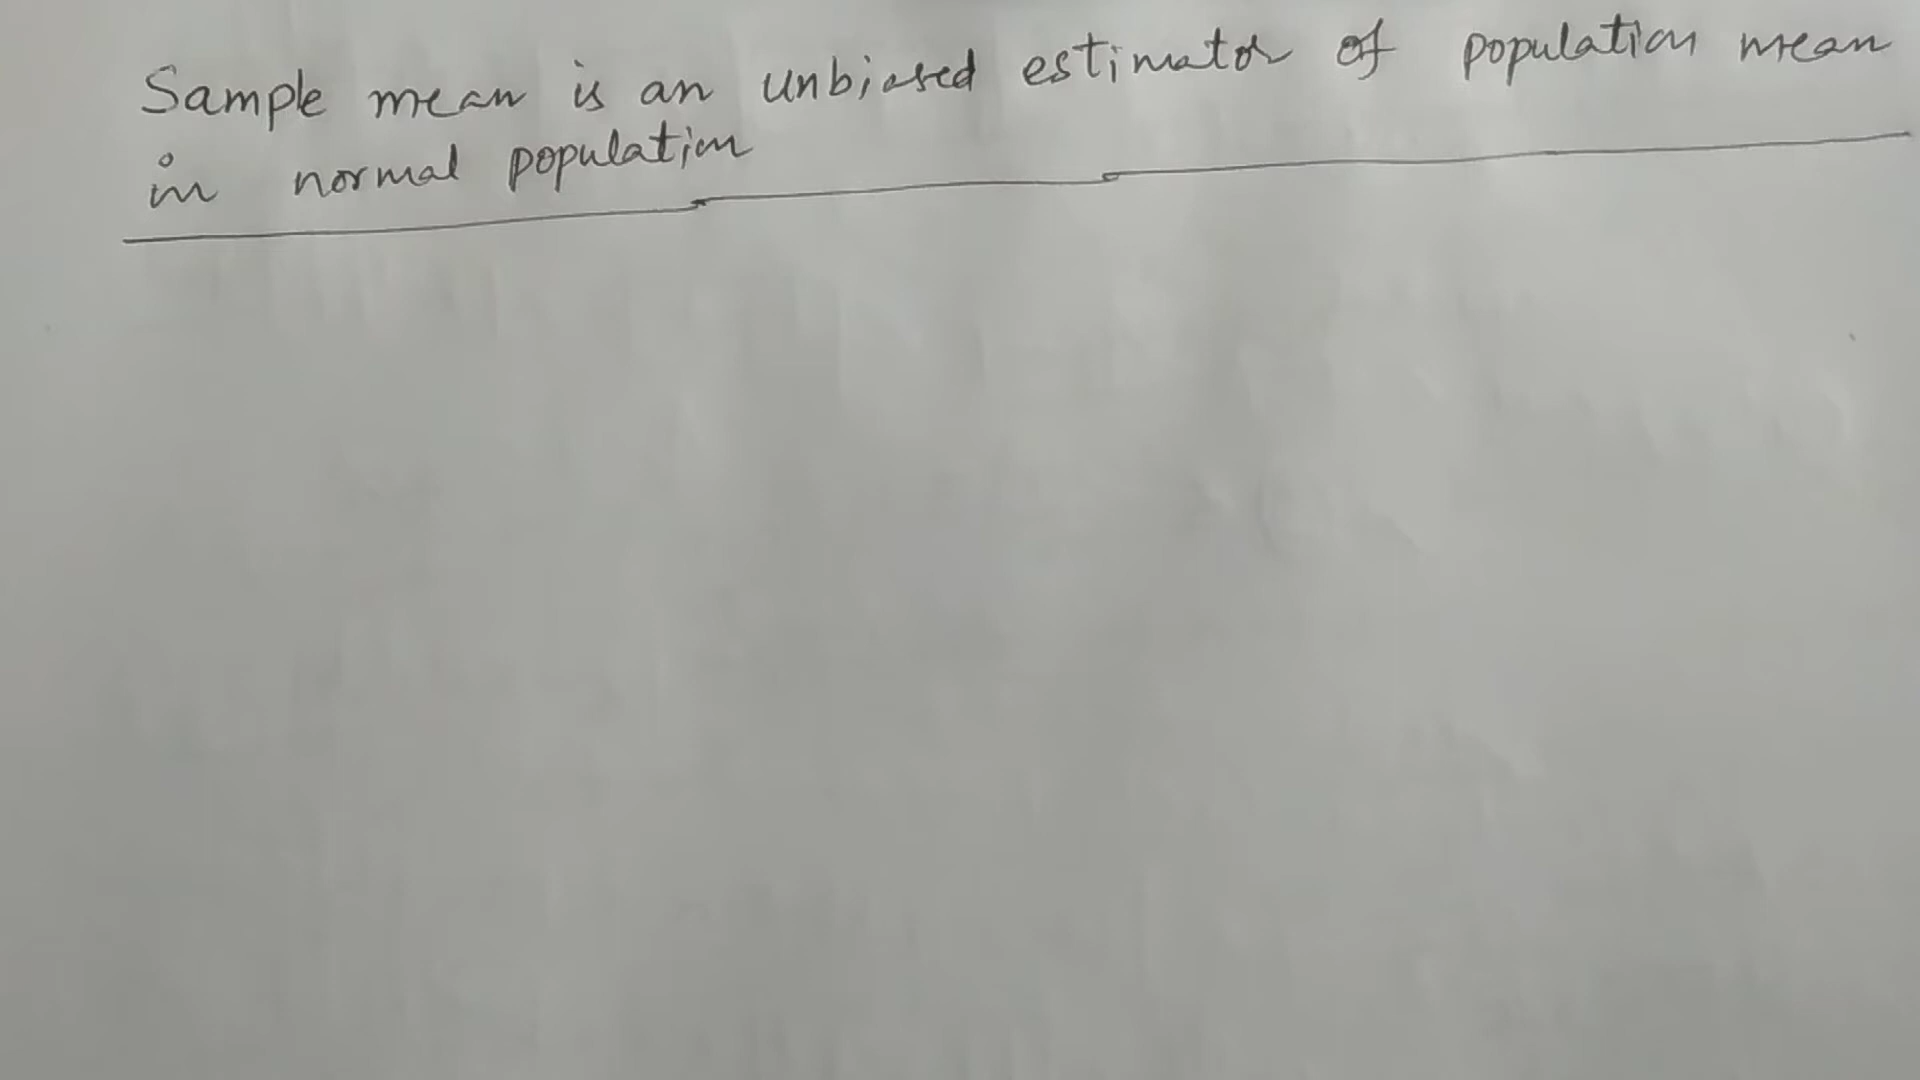 Sample mean is an unbiased estimator of population mean
in normal population